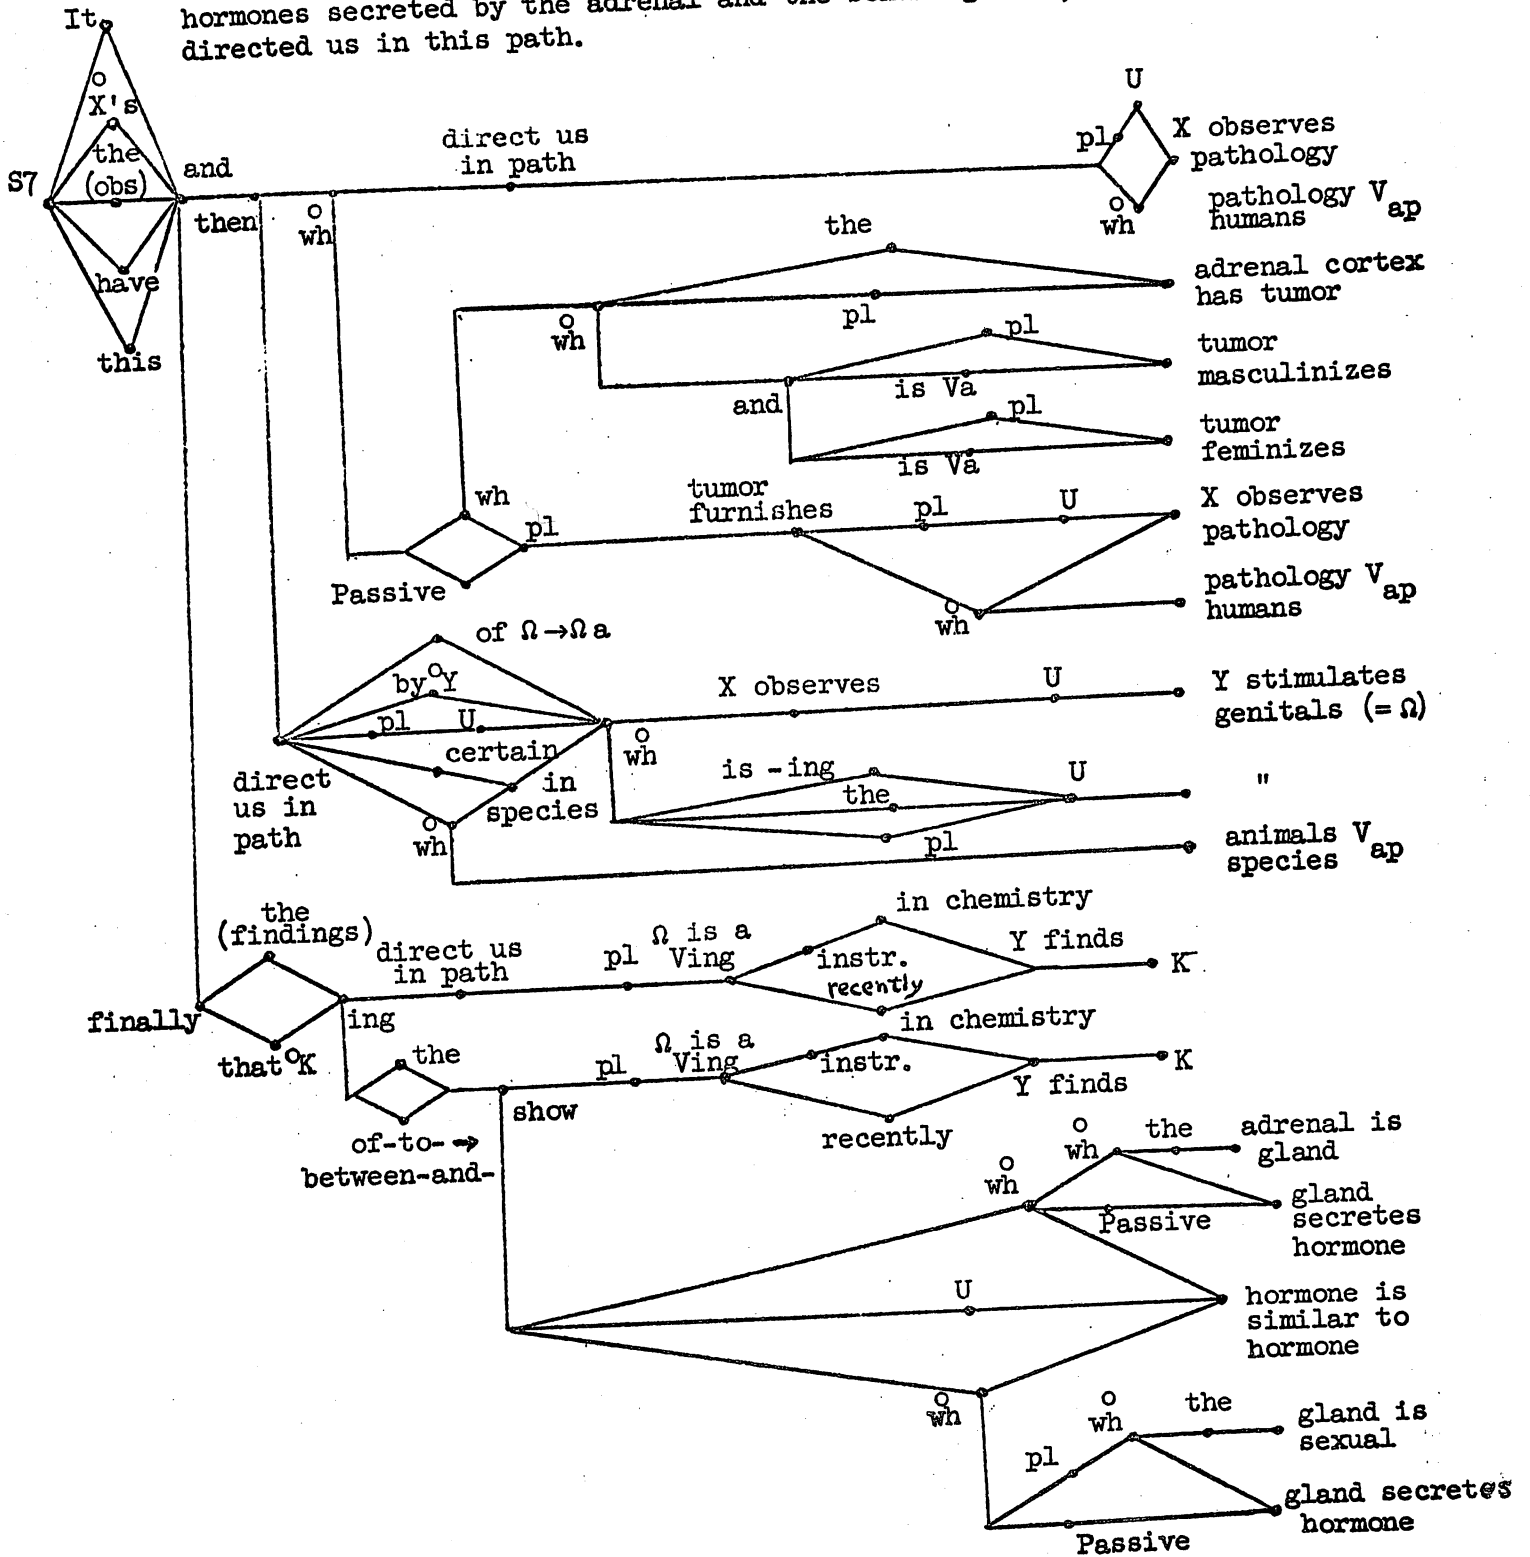 hormones secreted by the adrenal and the
directed us in this path.
It
o
X's
the
(obs)
S7
have
this
and
then
o
wh
direct us
in path
U
pl
o
wh
X observes
pathology
pathology Vap
humans
the
pl
adrenal cortex
has tumor
o
wh
and
pl
is Va
tumor
masculinizes
pl
is Va
tumor
feminizes
wh
Passive
pl
tumor
furnishes
pl
U
X observes
pathology
o
wh
pathology Vap
humans
of Ω→Ωa
by°Y
pl
U
certain
in
species
direct
us in
path
o
wh
o
wh
X observes
U
Y stimulates
genitals (= Ω)
is -ing
the
pl
U
"
animals Vap
species
the
(findings)
finally
that°K
direct us
in path
pl
Ω is a
Ving
in chemistry
instr.
recently
Y finds
K
ing
the
of-to-→
between-and-
show
pl
Ω is a
Ving
in chemistry
instr.
recently
Y finds
K
o
wh
o
wh
the
adrenal is
gland
Passive
gland
secretes
hormone
U
hormone is
similar to
hormone
o
wh
o
wh
the
gland is
sexual
pl
Passive
gland secretes
hormone